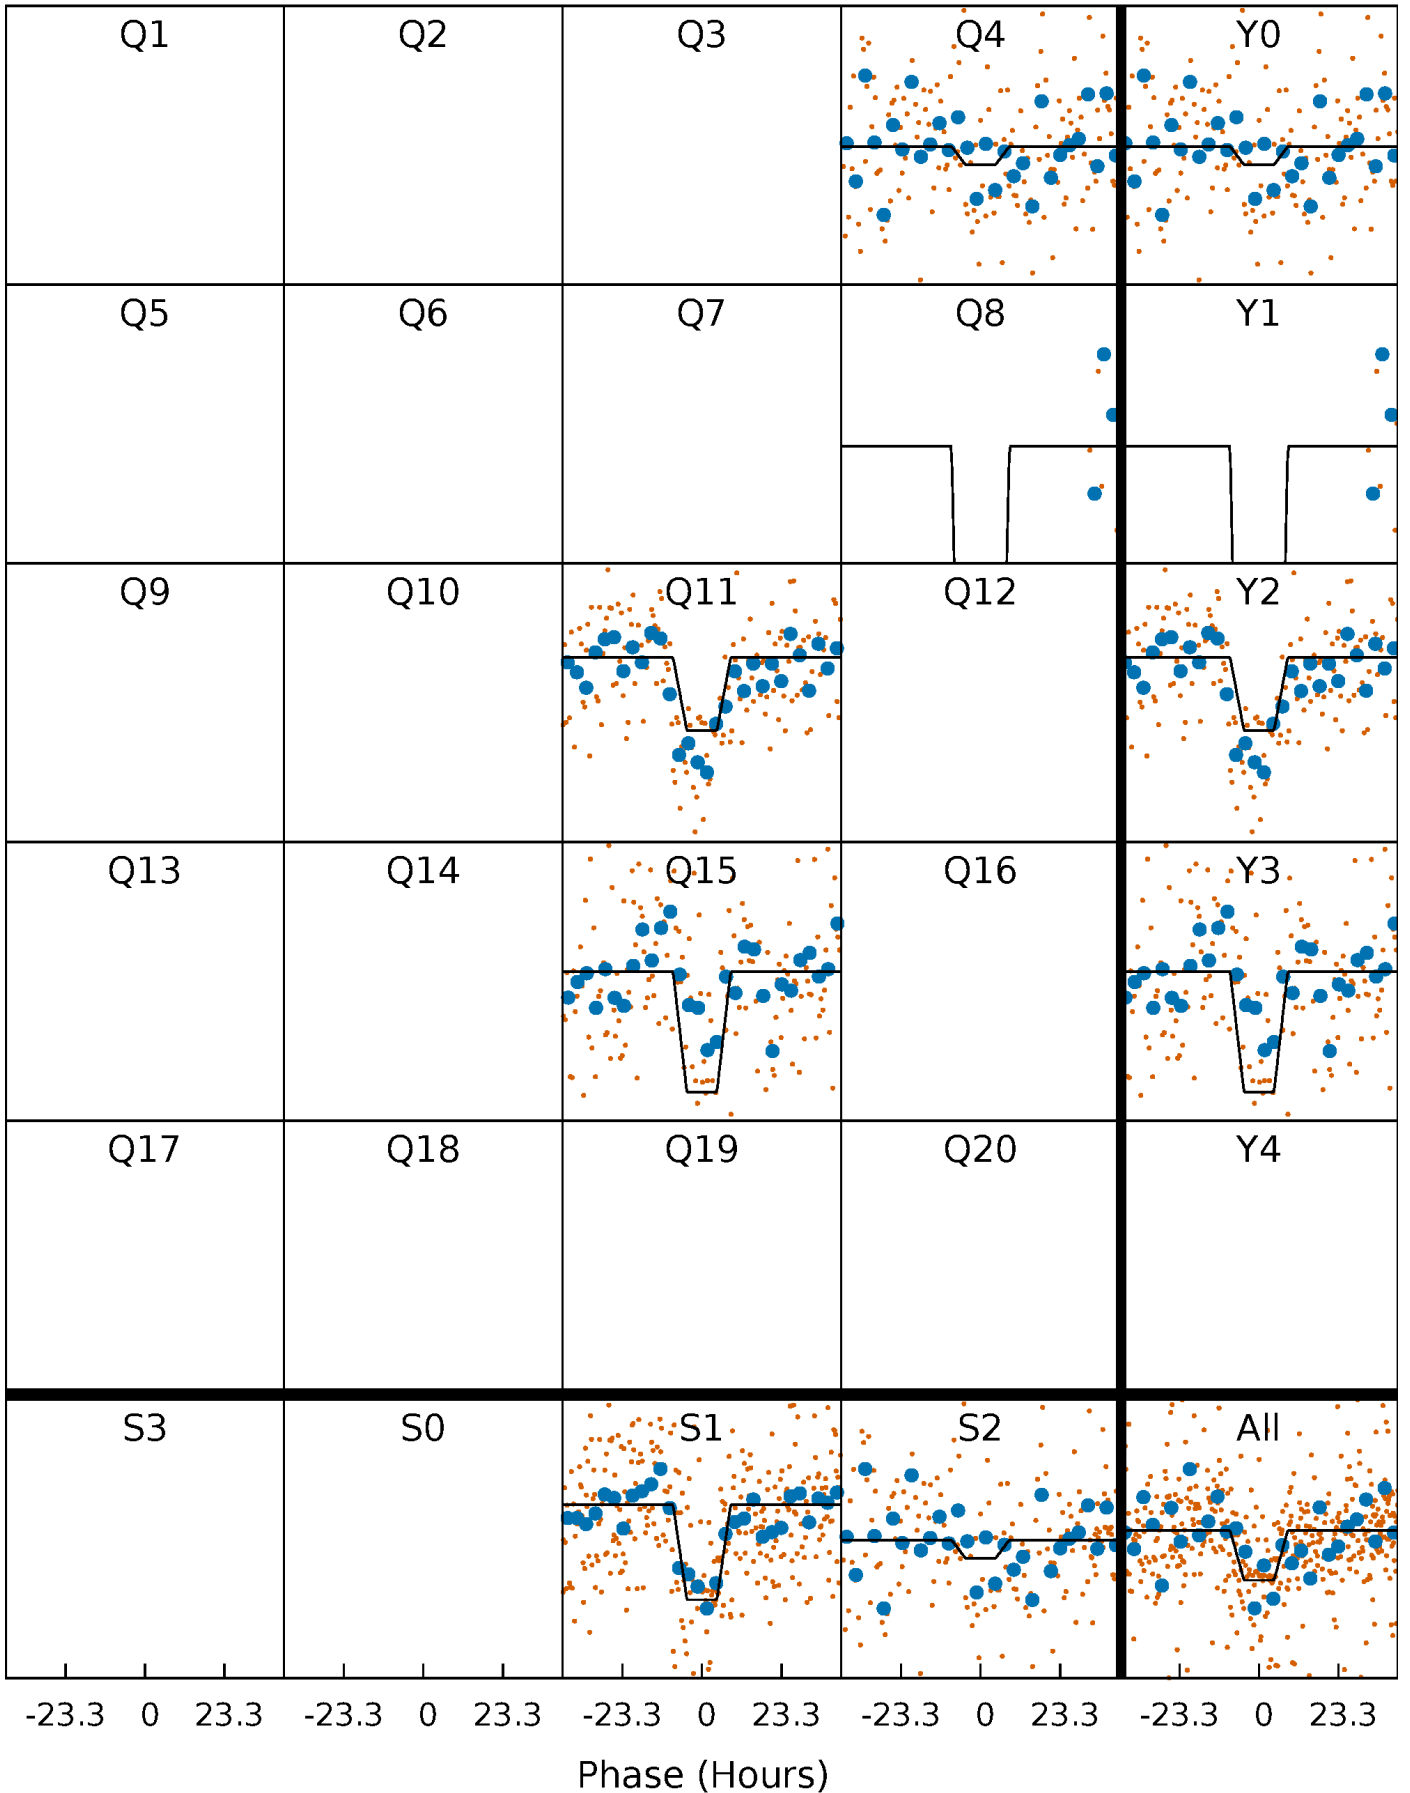 Q1 Q2 Q3 Q4 Y0
Q5 Q6 Q7 Q8 Y1
Q9 Q10 Q11 Q12 Y2
Q13 Q14 Q15 Q16 Y3
Q17 Q18 Q19 Q20 Y4
S3 S0 S1 S2 All
-23.3 0 23.3 -23.3 0 23.3 -23.3 0 23.3 -23.3 0 23.3 -23.3 0 23.3
Phase (Hours)